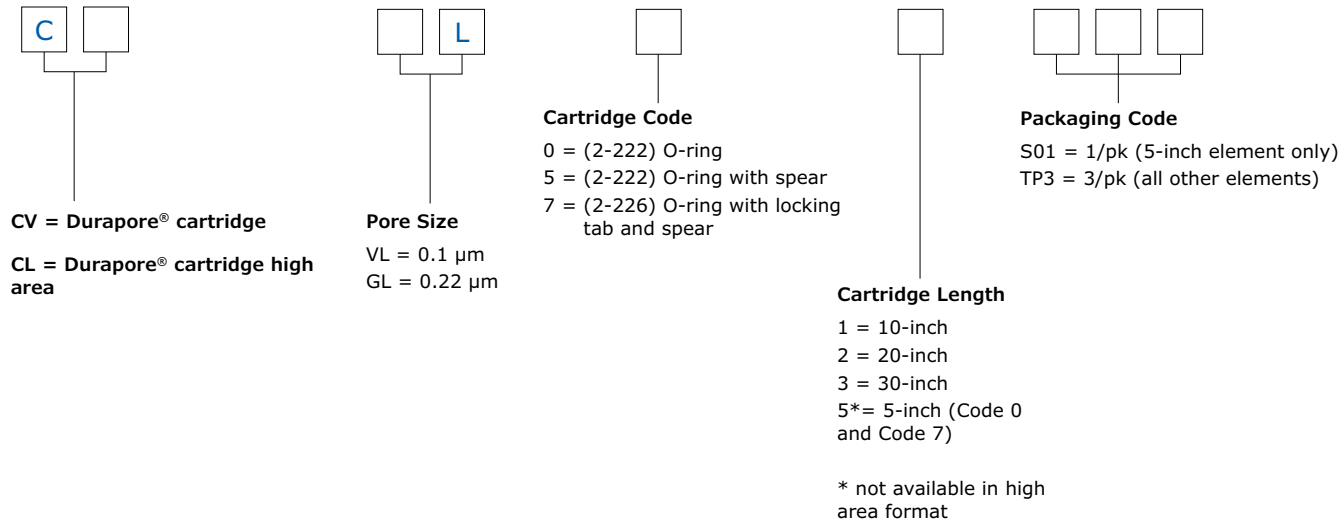 C
L
Cartridge Code
0 = (2-222) O-ring
5 = (2-222) O-ring with spear
7 = (2-226) O-ring with locking
tab and spear
Packaging Code
S01 = 1/pk (5-inch element only)
TP3 = 3/pk (all other elements)
CV = Durapore® cartridge
CL = Durapore® cartridge high
area
Pore Size
VL = 0.1 µm
GL = 0.22 µm
Cartridge Length
1 = 10-inch
2 = 20-inch
3 = 30-inch
5*= 5-inch (Code 0
and Code 7)
* not available in high
area format